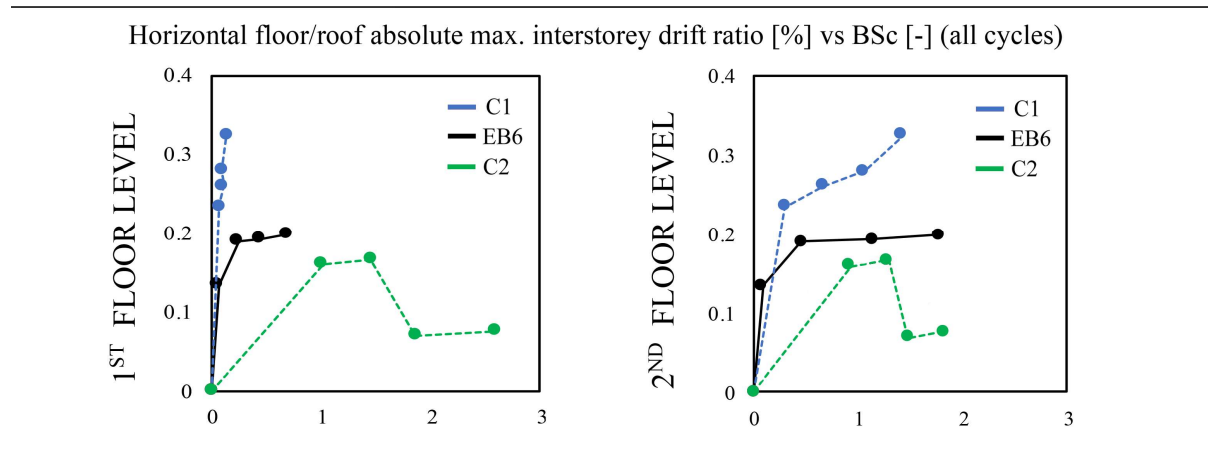 Horizontal floor/roof absolute max. interstorey drift ratio [%] vs BSc [-] (all cycles)
1ST FLOOR LEVEL
0.4
0.3
0.2
0.1
0
0
1
2
3
C1
EB6
C2
2ND FLOOR LEVEL
0.4
0.3
0.2
0.1
0
0
1
2
3
C1
EB6
C2